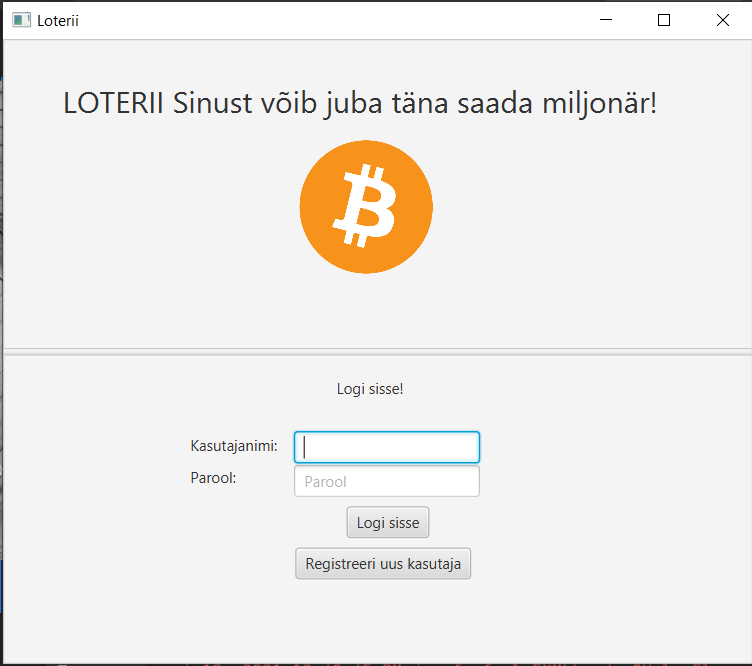 Loterii
LOTERII Sinust võib juba täna saada miljonär!
Logi sisse!
Kasutajanimi:
Parool:
Parool
Logi sisse
Registreeri uus kasutaja